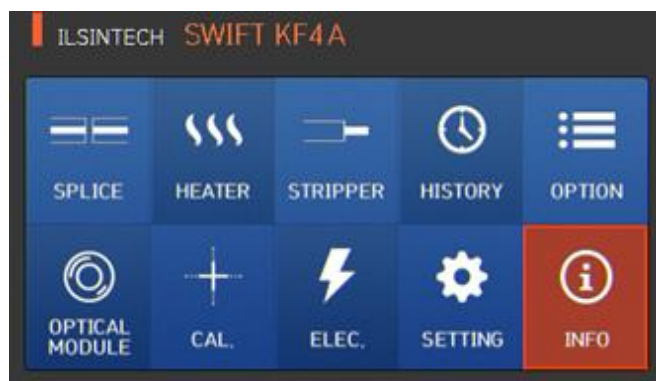 ILSINTECH SWIFT KF4A
SPLICE HEATER STRIPPER HISTORY OPTION
OPTICAL MODULE CAL. ELEC. SETTING INFO